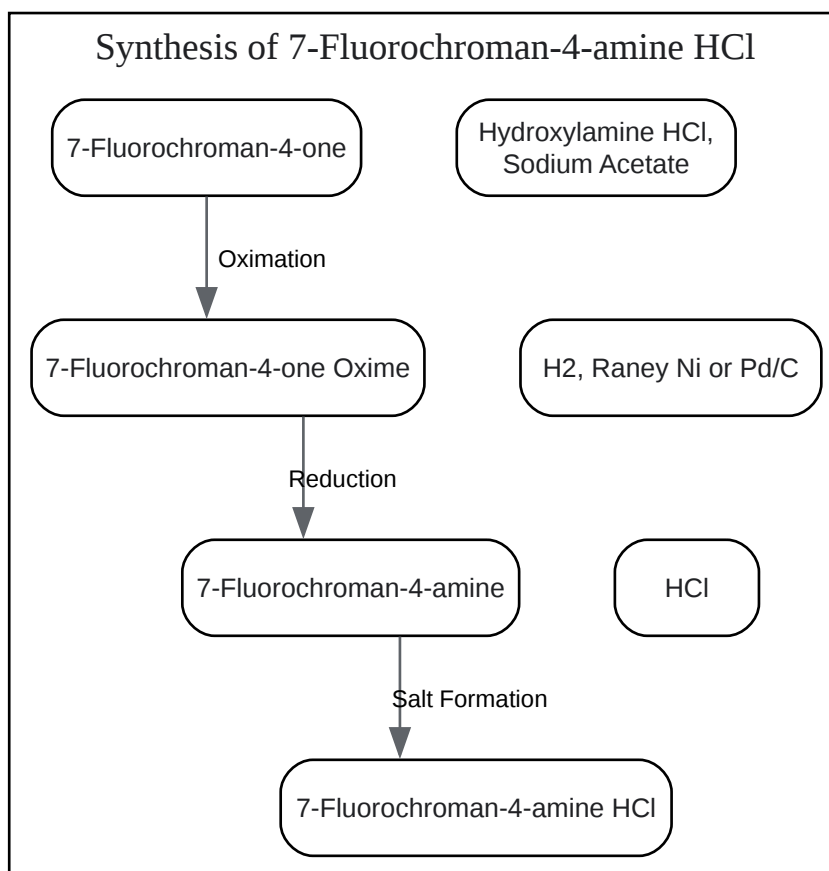 Synthesis of 7-Fluorochroman-4-amine HCl
7-Fluorochroman-4-one
Hydroxylamine HCl,
Sodium Acetate
Oximation
7-Fluorochroman-4-one Oxime
H2, Raney Ni or Pd/C
Reduction
7-Fluorochroman-4-amine
HCl
Salt Formation
7-Fluorochroman-4-amine HCl